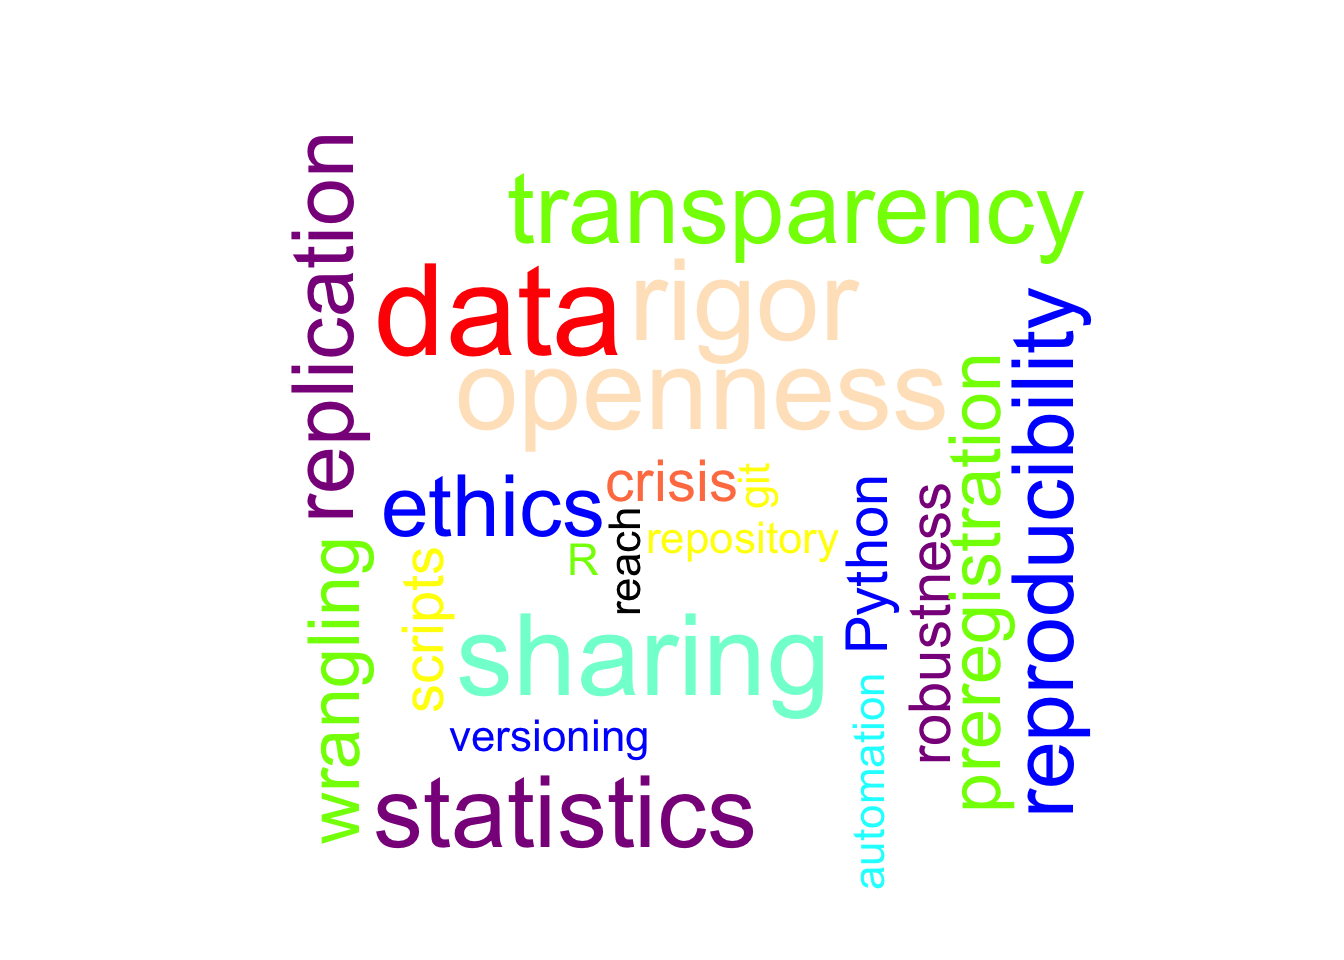 replication
transparency
data
rigor
openness
ethics
crisis
git
reach
repository
R
Python
robustness
preregistration
reproducibility
wrangling
scripts
sharing
versioning
automation
statistics